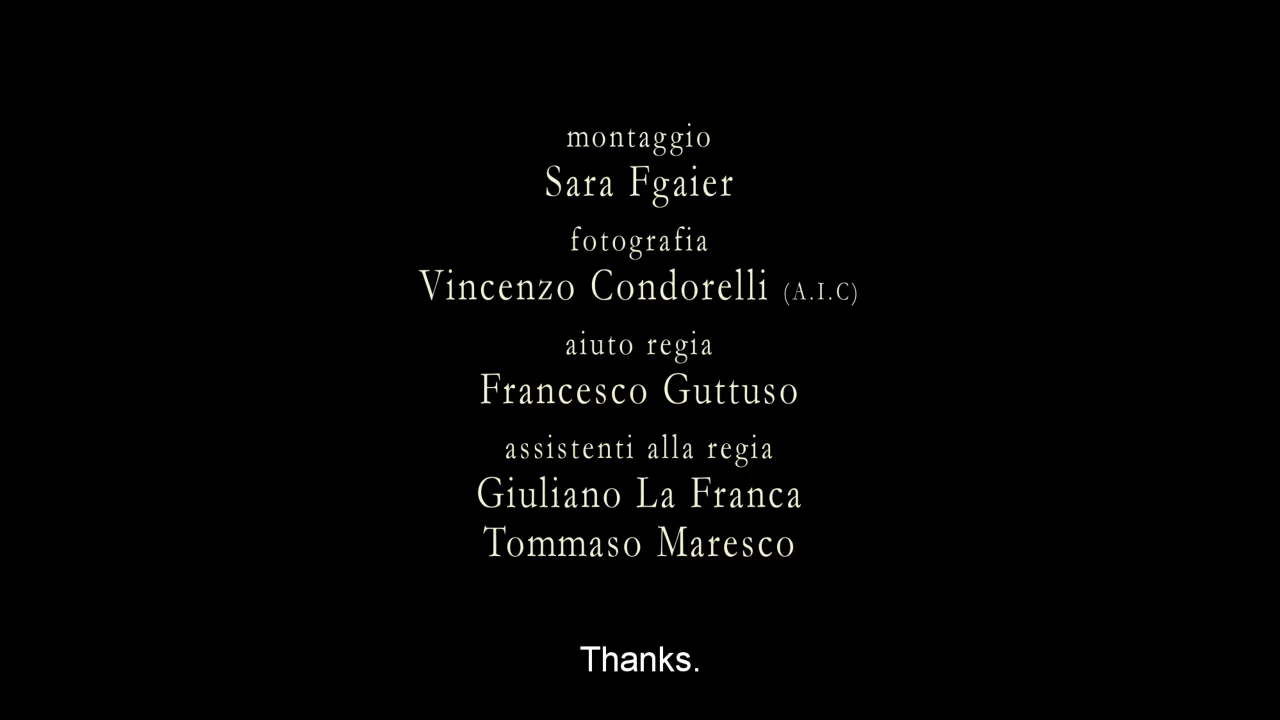 montaggio
Sara Fgaier
fotografia
Vincenzo Condorelli (A.I.C)
aiuto regia
Francesco Guttuso
assistenti alla regia
Giuliano La Franca
Tommaso Maresco
Thanks.